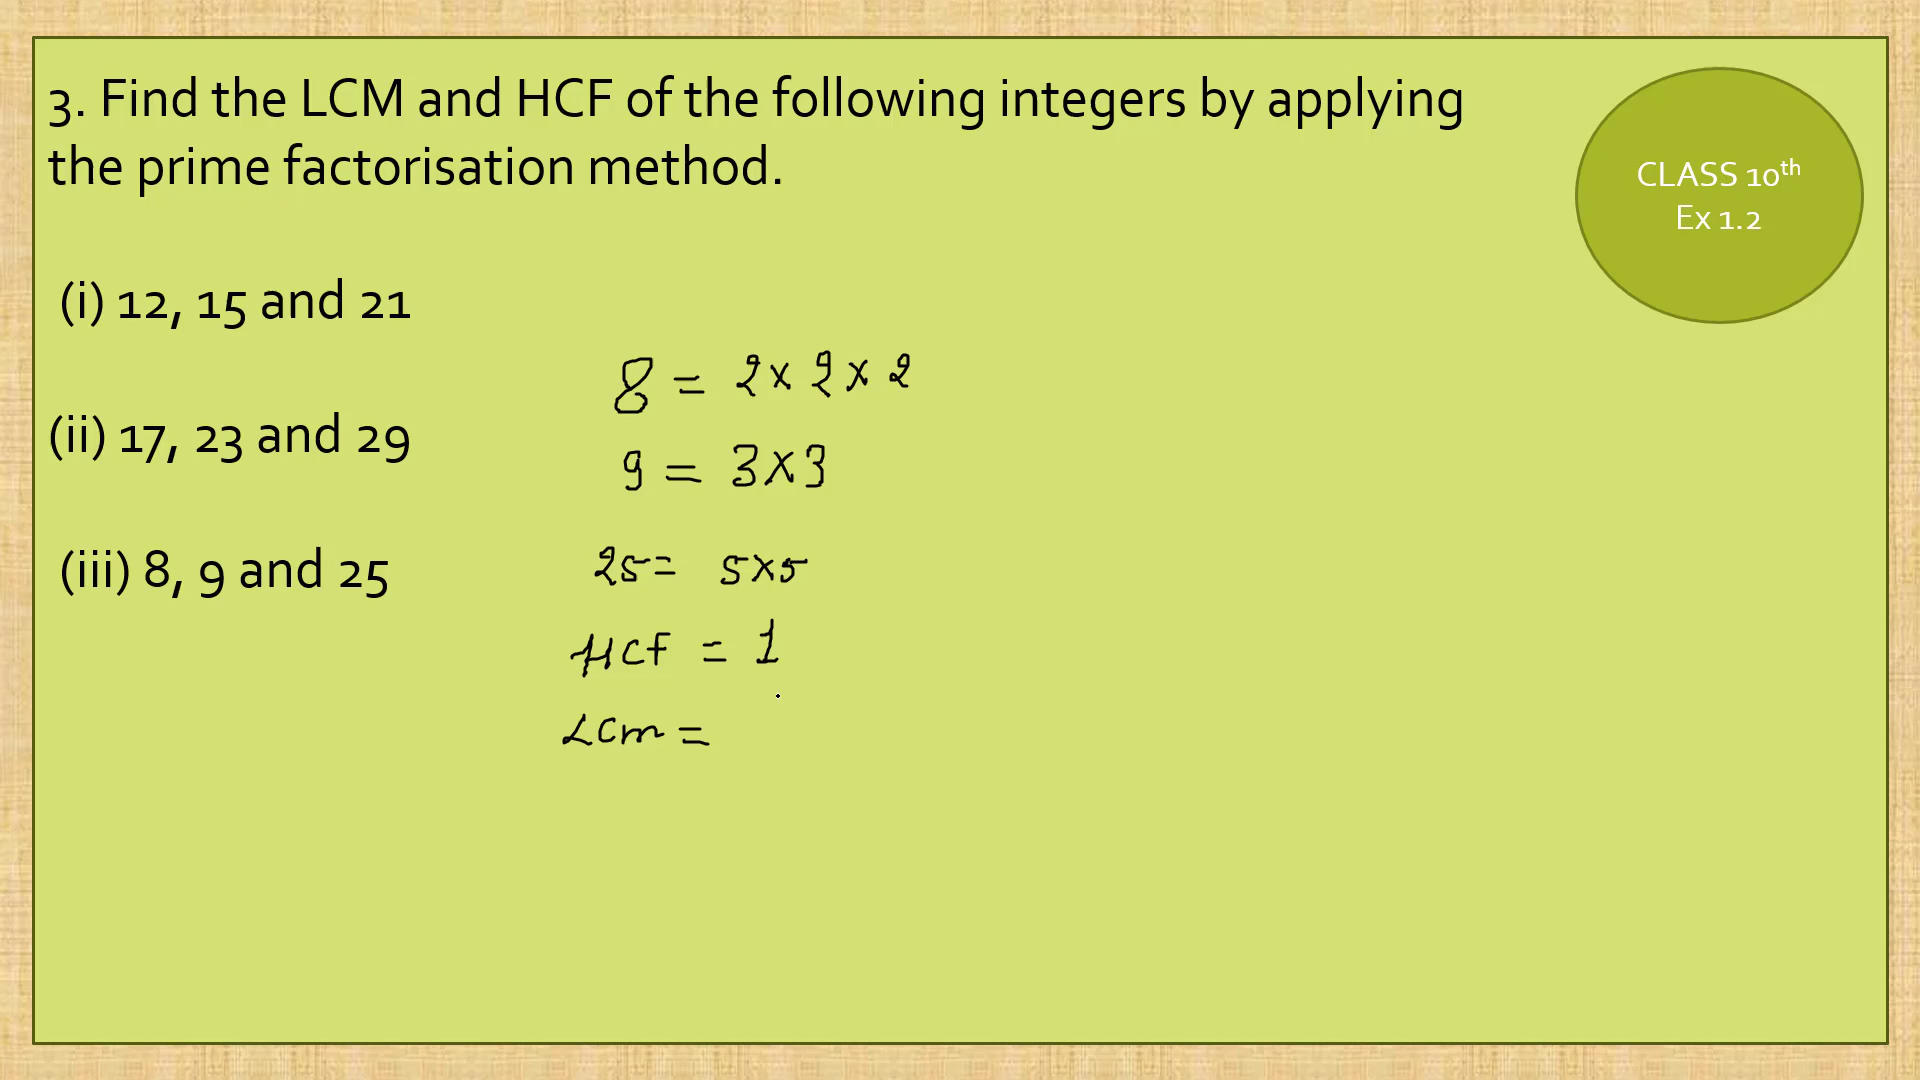 3. Find the LCM and HCF of the following integers by applying
the prime factorisation method.
CLASS 10th
Ex 1.2
(i) 12, 15 and 21
(ii) 17, 23 and 29
(iii) 8, 9 and 25
8 = 2 x 2 x 2
9 = 3 x 3
25 = 5 x 5
HCF = 1
LCm =